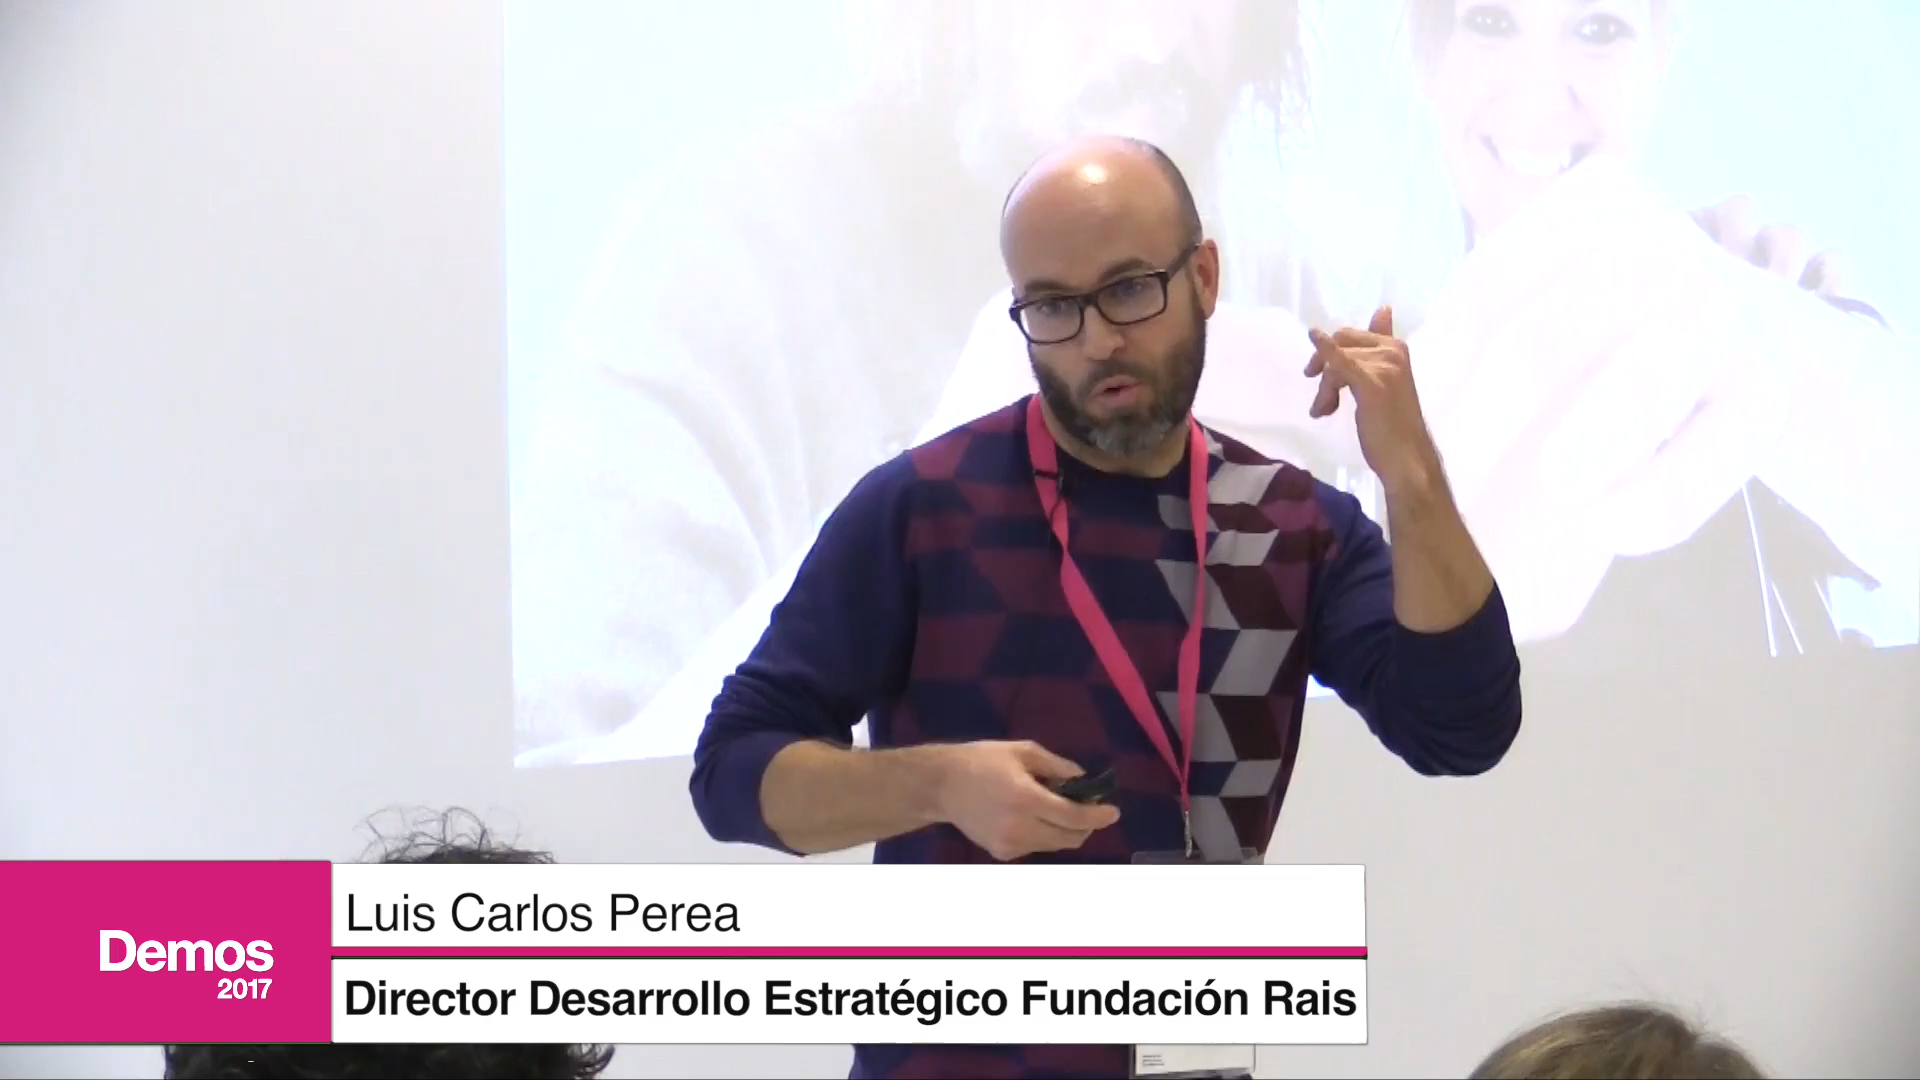 Luis Carlos Perea
Demos
2017
Director Desarrollo Estratégico Fundación Rais